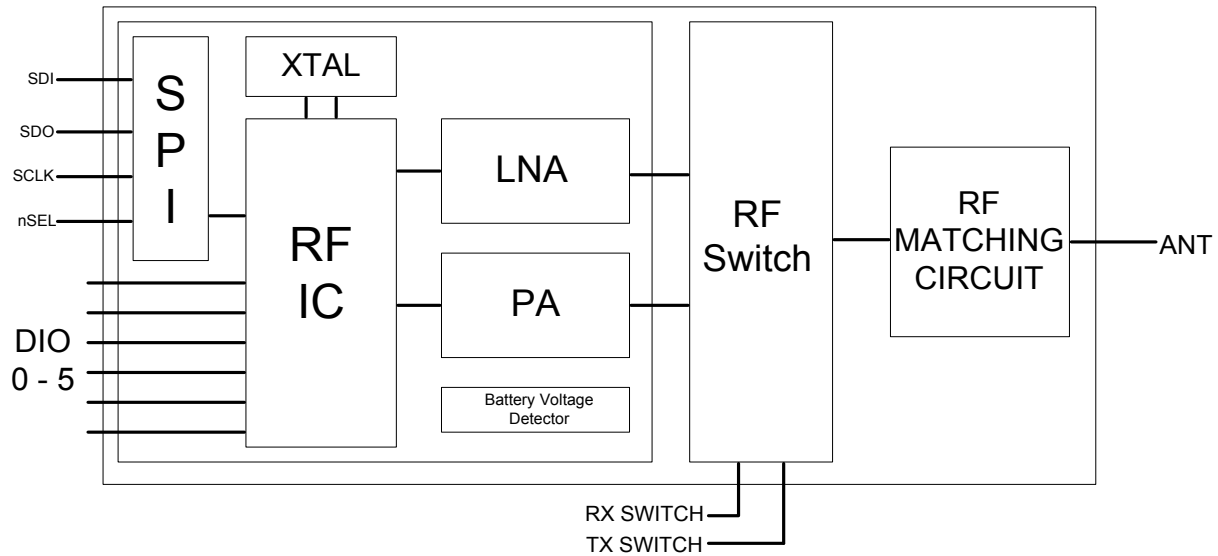 SDI
SDO
SCLK
nSEL
DIO
0 - 5
S
P
I
XTAL
RF
IC
LNA
PA
Battery Voltage
Detector
RF
Switch
RF
MATCHING
CIRCUIT
ANT
RX SWITCH
TX SWITCH